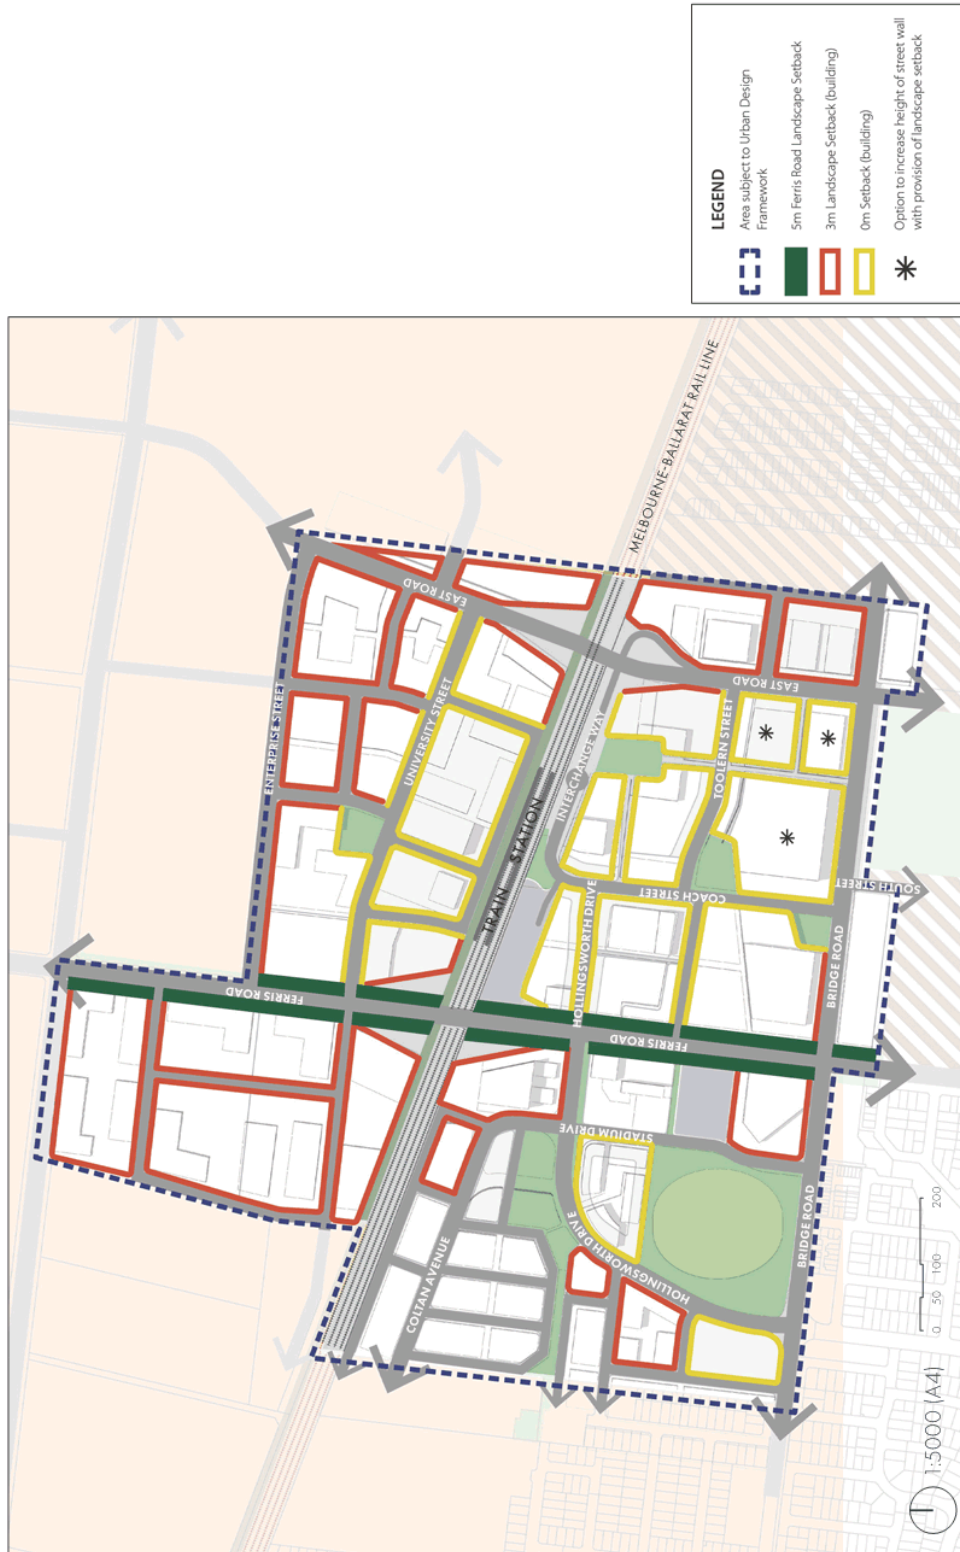 LEGEND
Area subject to Urban Design
Framework
5m Ferris Road Landscape Setback
3m Landscape Setback (building)
0m Setback (building)
Option to increase height of street wall
with provision of landscape setback
ENTERPRISE STREET
EAST ROAD
UNIVERSITY STREET
FERRIS ROAD
MELBOURNE-BALLARAT RAIL LINE
TRAIN STATION
INTERCHANGE WAY
EAST ROAD
TOOLERN STREET
COACH STREET
HOLLINGSWORTH DRIVE
FERRIS ROAD
SOUTH STREET
BRIDGE ROAD
STADIUM DRIVE
HOLLINGSWORTH DRIVE
HOLLINGSWORTH
COLTAN AVENUE
BRIDGE ROAD
1:5000 (A4)
0 50 100 200